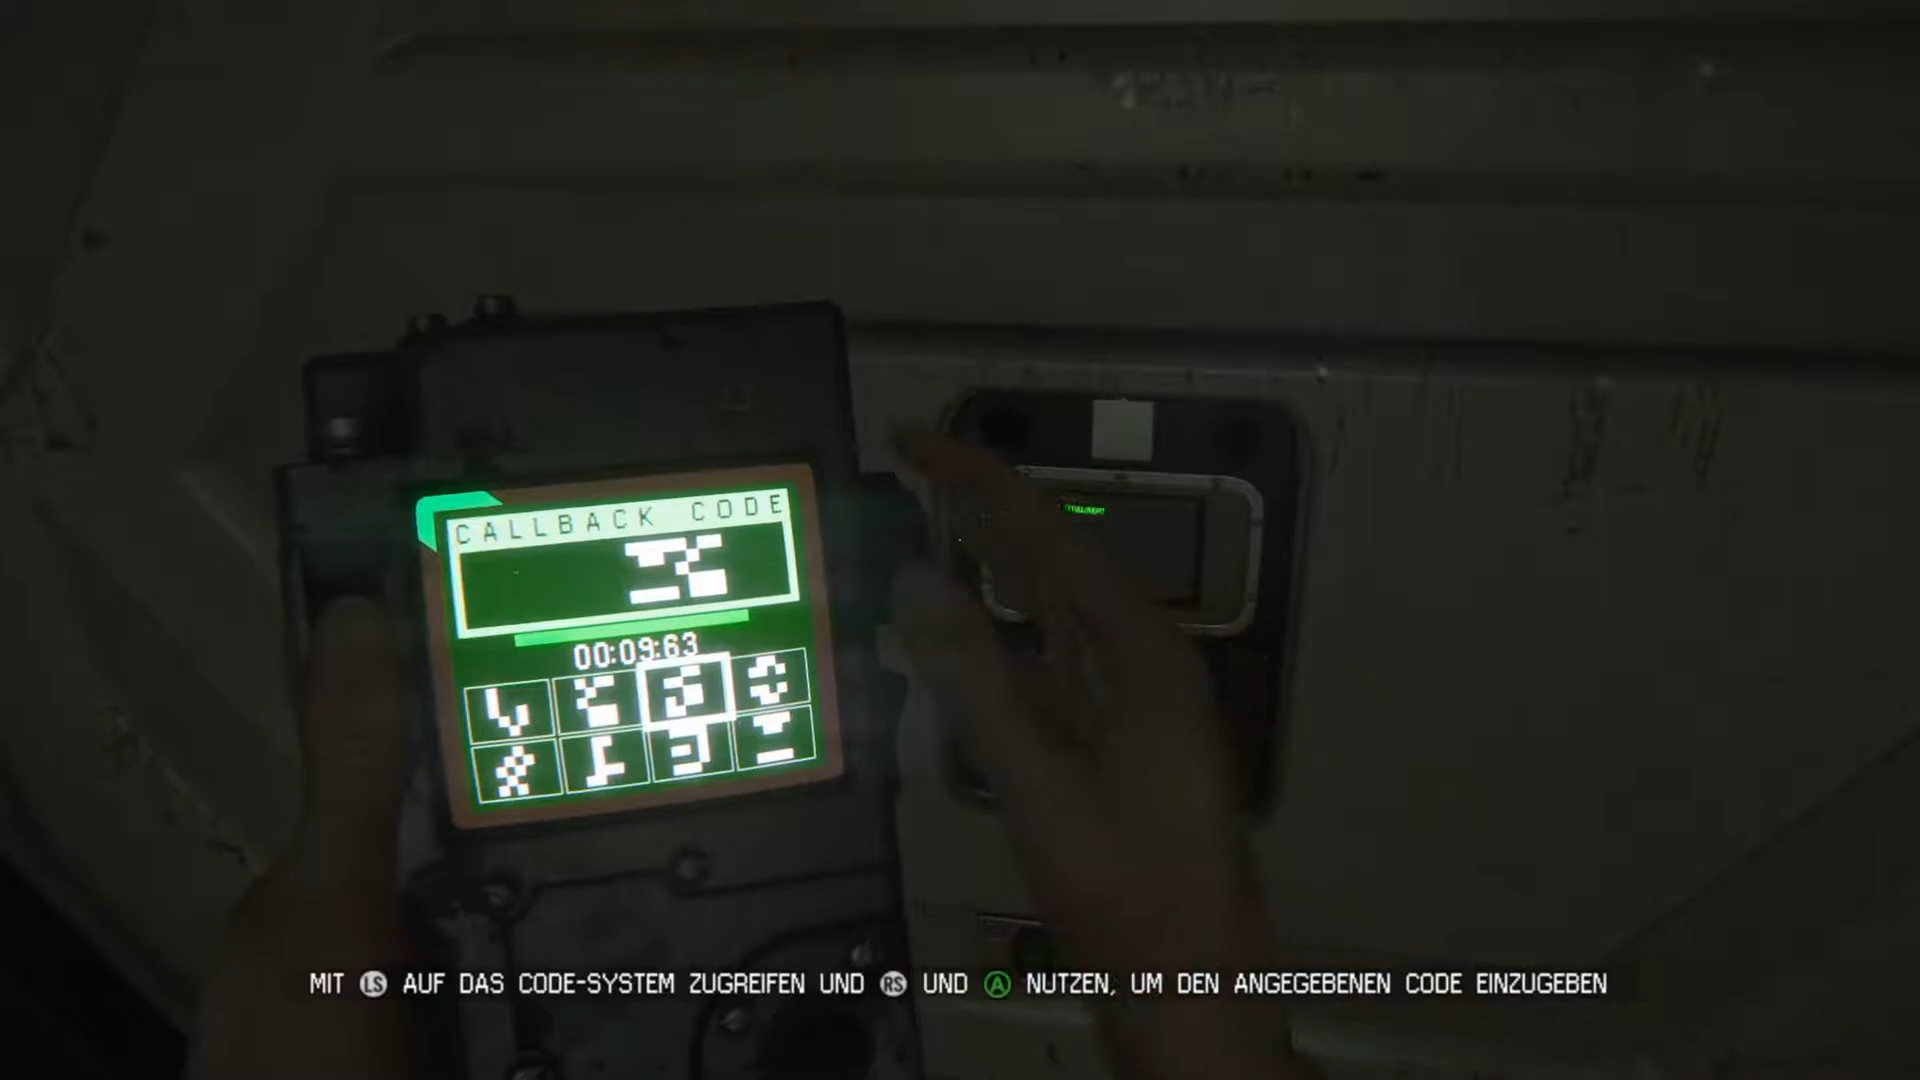 CALLBACK CODE
00:09:63
MIT LS AUF DAS CODE-SYSTEM ZUGREIFEN UND RS UND A NUTZEN, UM DEN ANGEGEBENEN CODE EINZUGEBEN